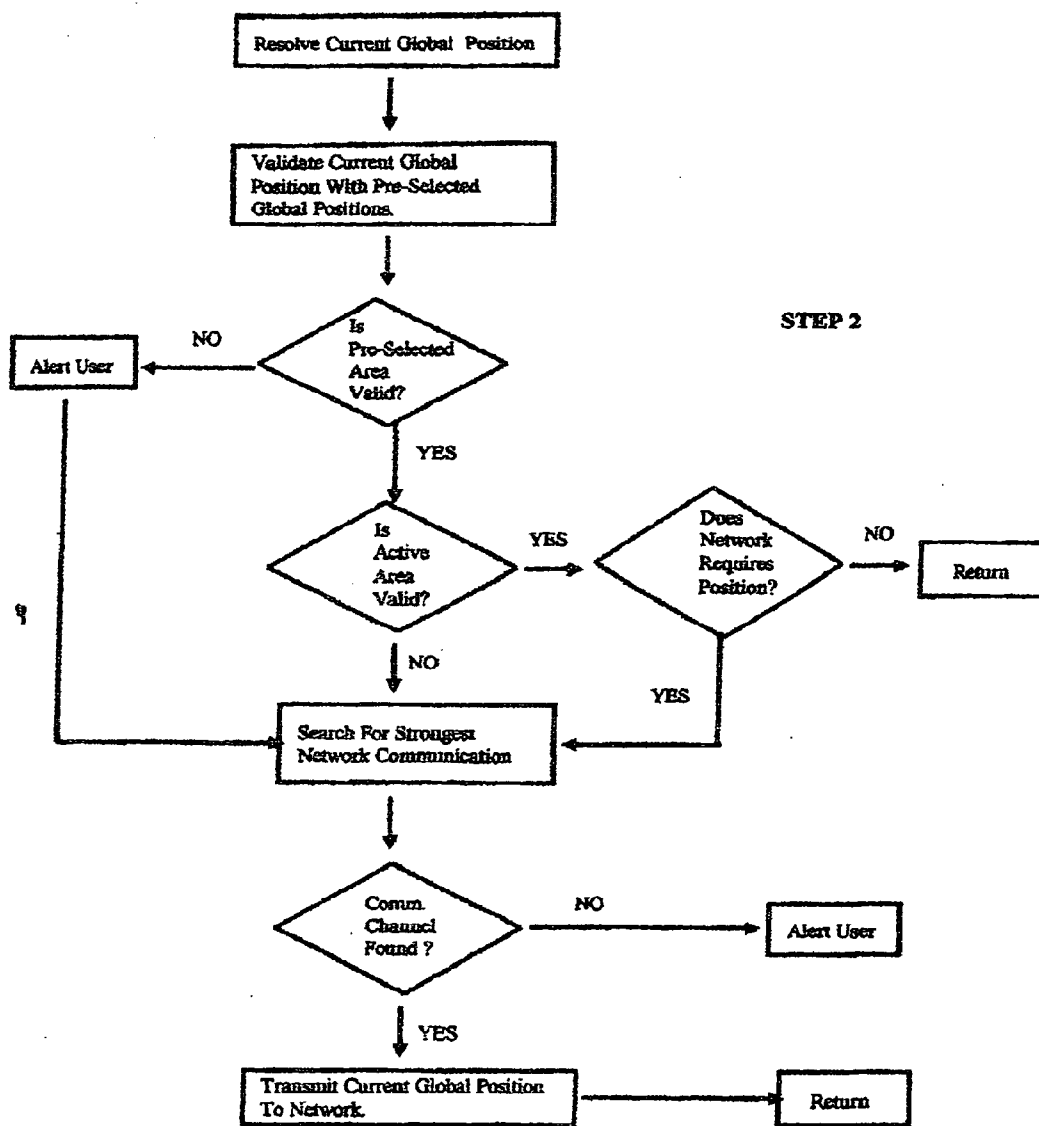 Resolve Current Global Position
Validate Current Global
Position With Pre-Selected
Global Positions.
STEP 2
Is
Pre-Selected
Area
Valid?
NO
Alert User
YES
Is
Active
Area
Valid?
YES
Does
Network
Requires
Position?
NO
Return
NO
YES
Search For Strongest
Network Communication
Comm.
Channel
Found ?
NO
Alert User
YES
Transmit Current Global Position
To Network.
Return